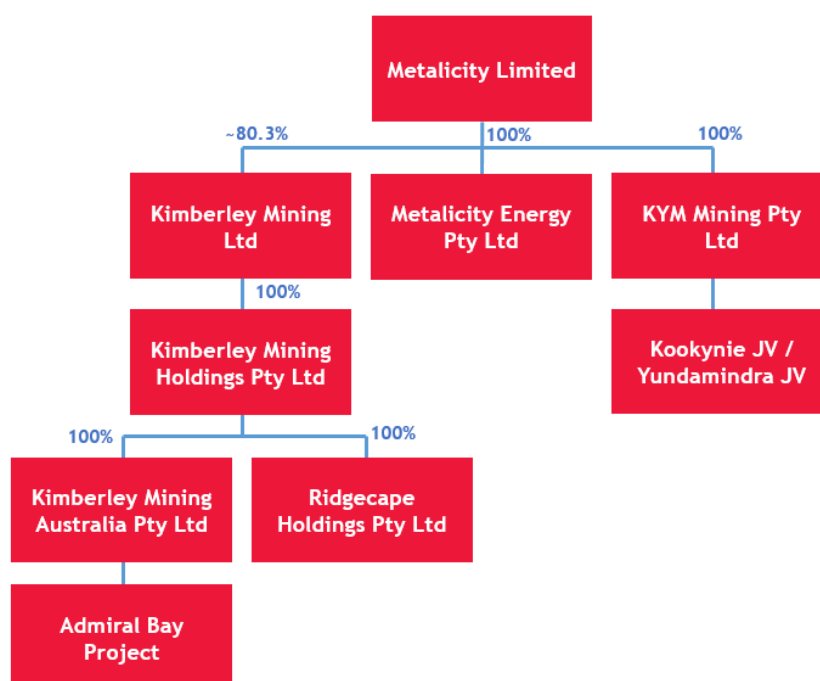 Metalicity Limited
~80.3%
100%
100%
Kimberley Mining
Ltd
Metalicity Energy
Pty Ltd
KYM Mining Pty
Ltd
100%
Kimberley Mining
Holdings Pty Ltd
Kookynie JV /
Yundamindra JV
100%
100%
Kimberley Mining
Australia Pty Ltd
Ridgecape
Holdings Pty Ltd
Admiral Bay
Project